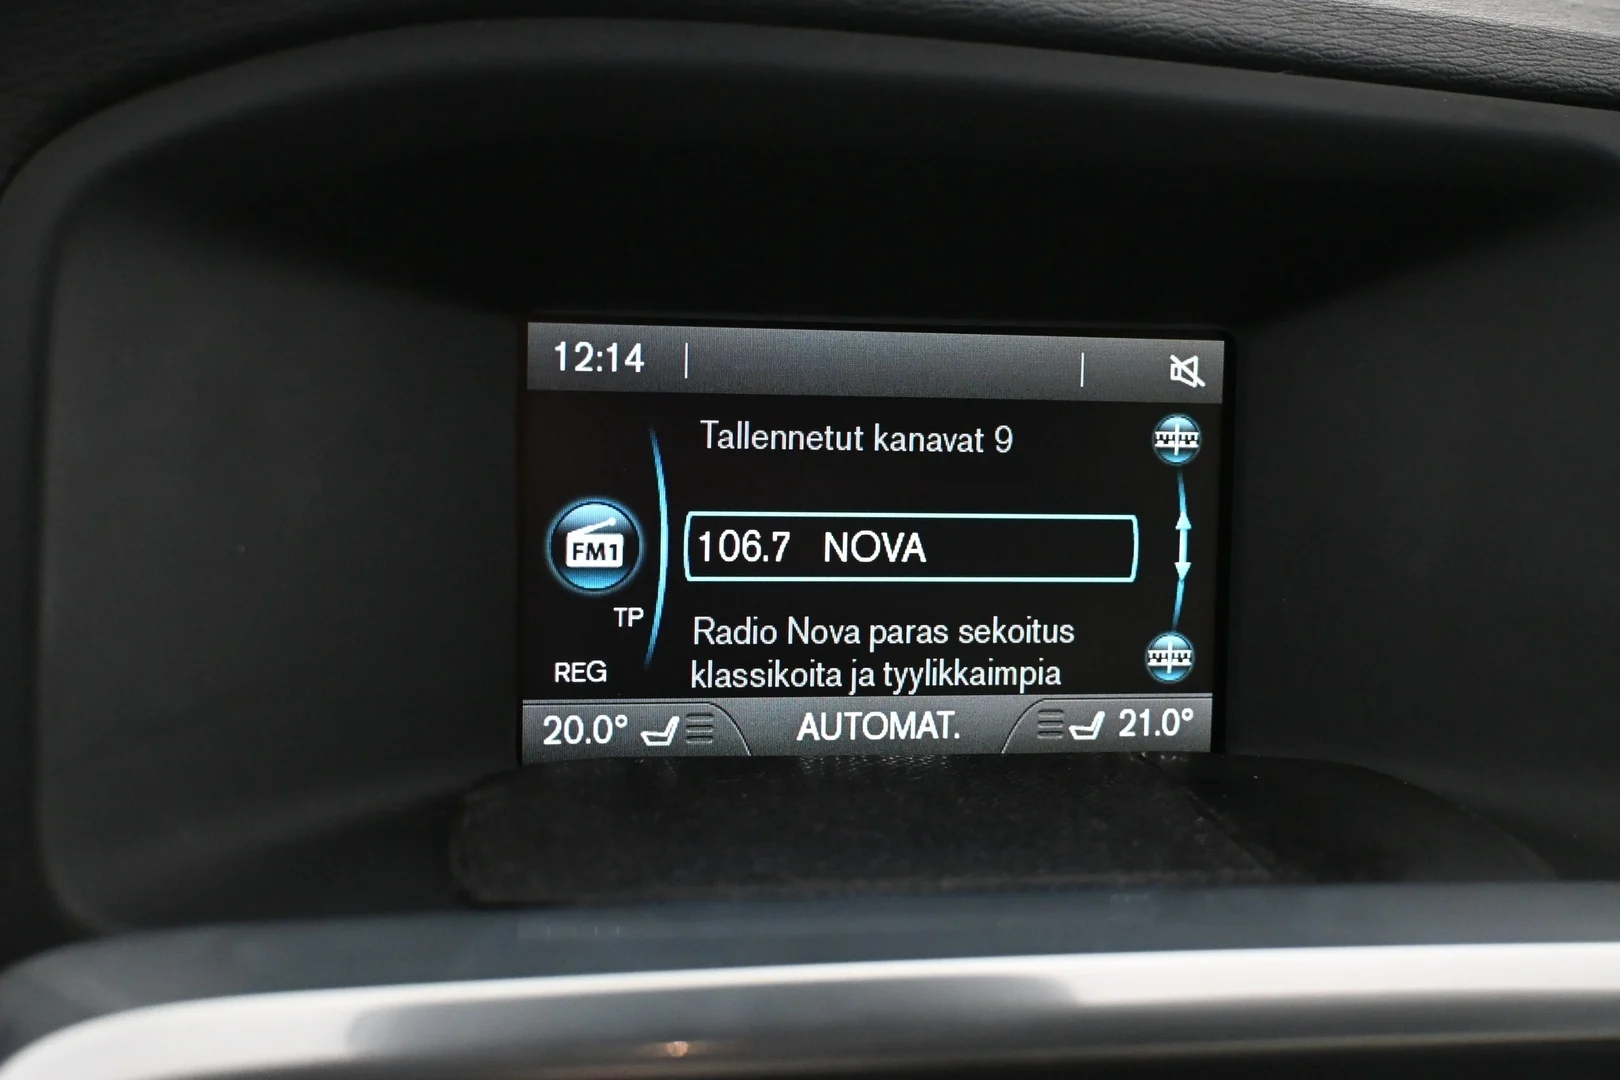 12:14
Tallennetut kanavat 9
FM1
106.7 NOVA
TP
Radio Nova paras sekoitus
REG
klassikoita ja tyylikkaimpia
20.0° AUTOMAT. 21.0°